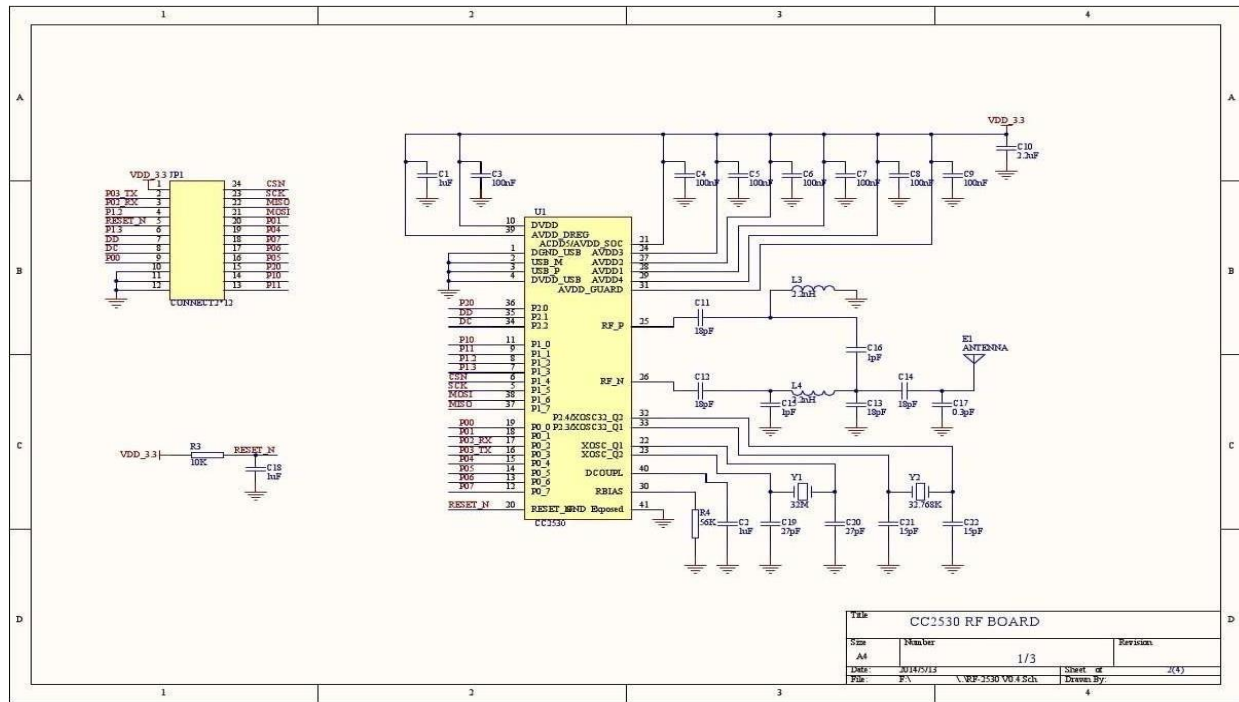 1 2 3 4
A A
B B
C C
D D
1 2 3 4
VDD_3.3 JP1
1 24 CSN
P03_TX 2 23 SCK
P02_RX 3 22 MISO
P1.2 4 21 MOSI
RESET_N 5 20 P01
P1.3 6 19 P04
DD 7 18 P07
DC 8 17 P06
P00 9 16 P05
10 15 P20
11 14 P10
12 13 P11
CONNECT2*12
VDD_3.3
R3
10K
RESET_N
C18
1uF
VDD_3.3
C10
2.2uF
C1
1uF
C3
100nF
C4
100nF
C5
100nF
C6
100nF
C7
100nF
C8
100nF
C9
100nF
U1
10 DVDD
39 AVDD_DREG
ACDD5/AVDD_SOC 21
1 DGND_USB AVDD3 24
2 USB_M AVDD2 27
3 USB_P AVDD1 28
4 DVDD_USB AVDD4 29
AVDD_GUARD 31
P20 36 P2.0
DD 35 P2.1
DC 34 P2.2
RF_P 25
P10 11 P1_0
P11 9 P1_1
P1.2 8 P1_2
P1.3 7 P1_3
CSN 6 P1_4
RF_N 26
SCK 5 P1_5
MOSI 38 P1_6
MISO 37 P1_7
P2.4/XOSC32_Q2 32
P2.3/XOSC32_Q1 33
P00 19 P0_0
P01 18 P0_1
P02_RX 17 P0_2
XOSC_Q1 22
P03_TX 16 P0_3
XOSC_Q2 23
P04 15 P0_4
P05 14 P0_5
DCOUPL 40
P06 13 P0_6
P07 12 P0_7
RBIAS 30
RESET_N 20 RESET_N
GND Exposed 41
CC2530
C11
18pF
L3
2.2nH
C16
1pF
E1
ANTENNA
C12
18pF
C15
1pF
L4
2.2nH
C13
18pF
C14
18pF
C17
0.3pF
R4
56K
C2
1uF
Y1
32M
C19
27pF
C20
27pF
Y2
32.768K
C21
15pF
C22
15pF
Title CC2530 RF BOARD
Size Number Revision
A4 1/3
Date: 2014/5/13 Sheet of 2(4)
File: F:\ \..\RF-2530 V0.4.Sch Drawn By: